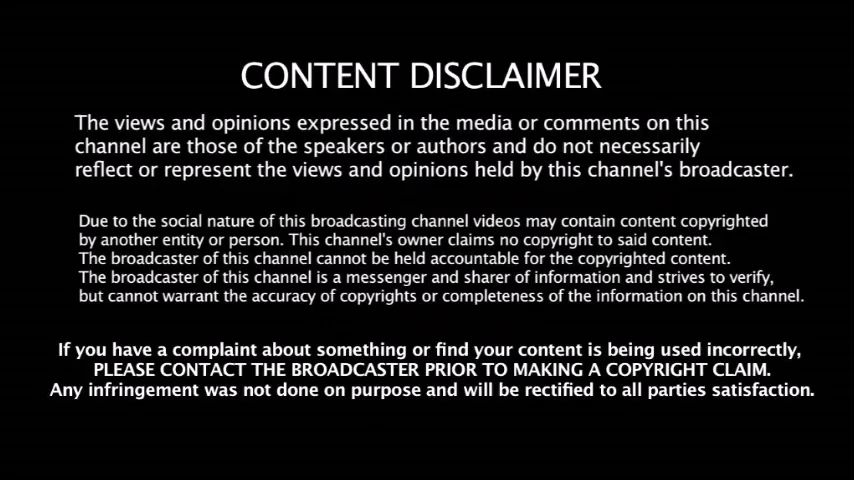 CONTENT DISCLAIMER
The views and opinions expressed in the media or comments on this
channel are those of the speakers or authors and do not necessarily
reflect or represent the views and opinions held by this channel's broadcaster.
Due to the social nature of this broadcasting channel videos may contain content copyrighted
by another entity or person. This channel's owner claims no copyright to said content.
The broadcaster of this channel cannot be held accountable for the copyrighted content.
The broadcaster of this channel is a messenger and sharer of information and strives to verify,
but cannot warrant the accuracy of copyrights or completeness of the information on this channel.
If you have a complaint about something or find your content is being used incorrectly,
PLEASE CONTACT THE BROADCASTER PRIOR TO MAKING A COPYRIGHT CLAIM.
Any infringement was not done on purpose and will be rectified to all parties satisfaction.